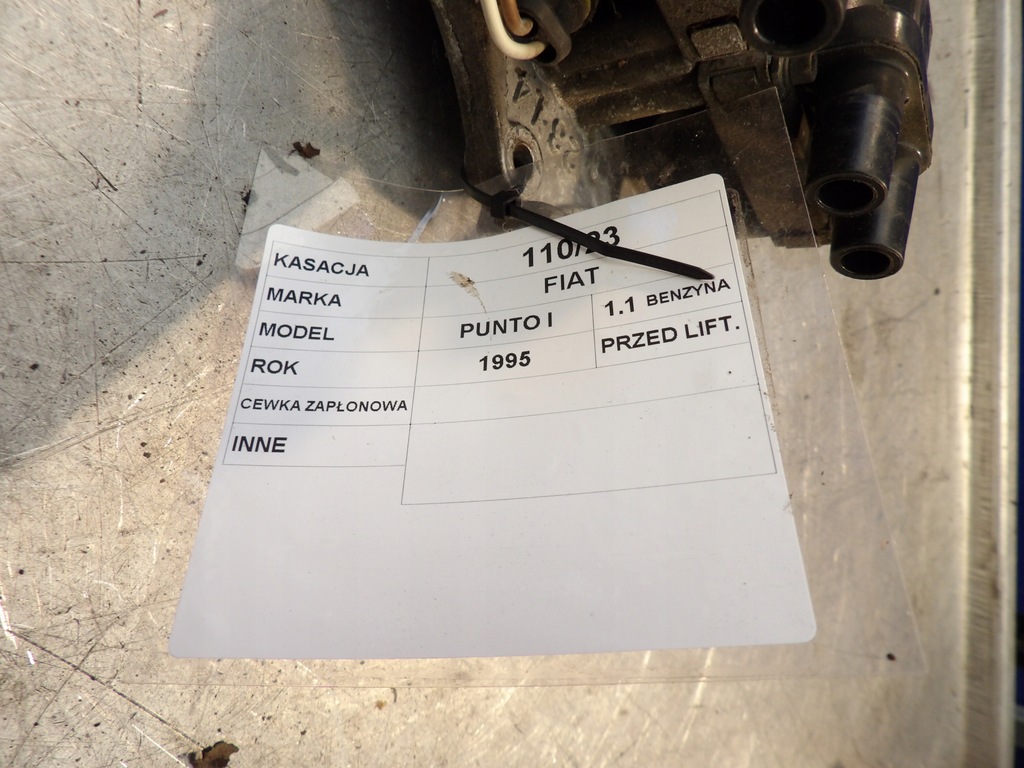 KASACJA 110/23
MARKA FIAT
MODEL PUNTO I 1.1 BENZYNA
ROK 1995 PRZED LIFT.
CEWKA ZAPŁONOWA
INNE